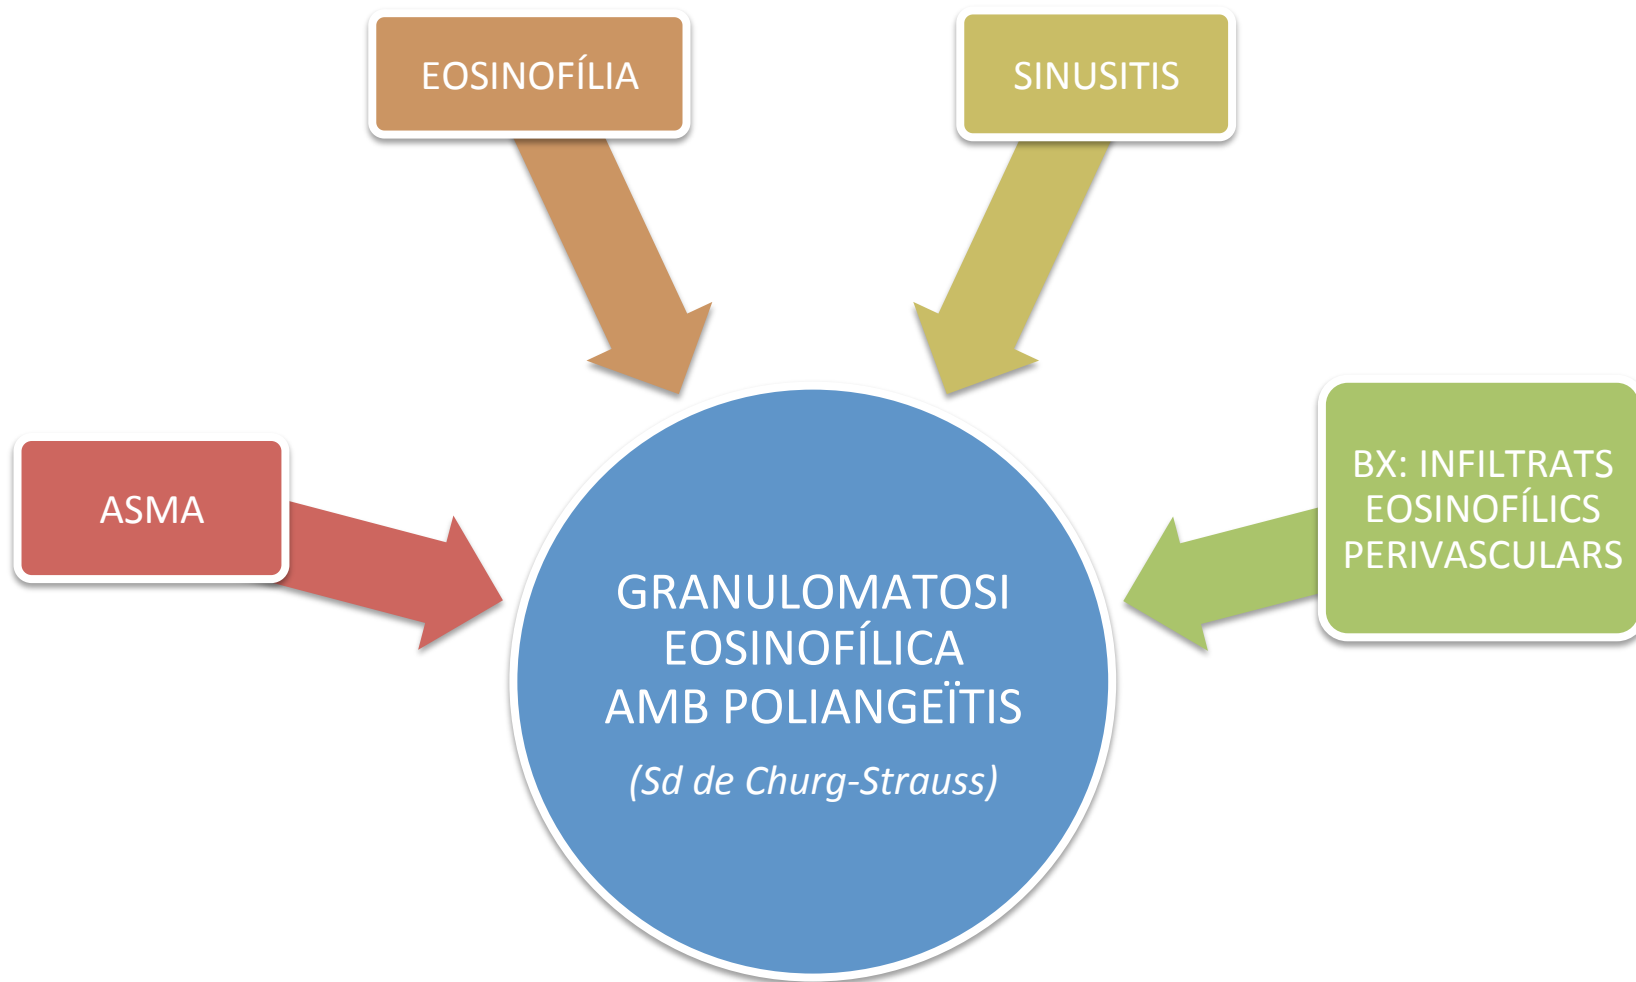 EOSINOFÍLIA
SINUSITIS
ASMA
BX: INFILTRATS
EOSINOFÍLICS
PERIVASCULARS
GRANULOMATOSI
EOSINOFÍLICA
AMB POLIANGEÏTIS
(Sd de Churg-Strauss)